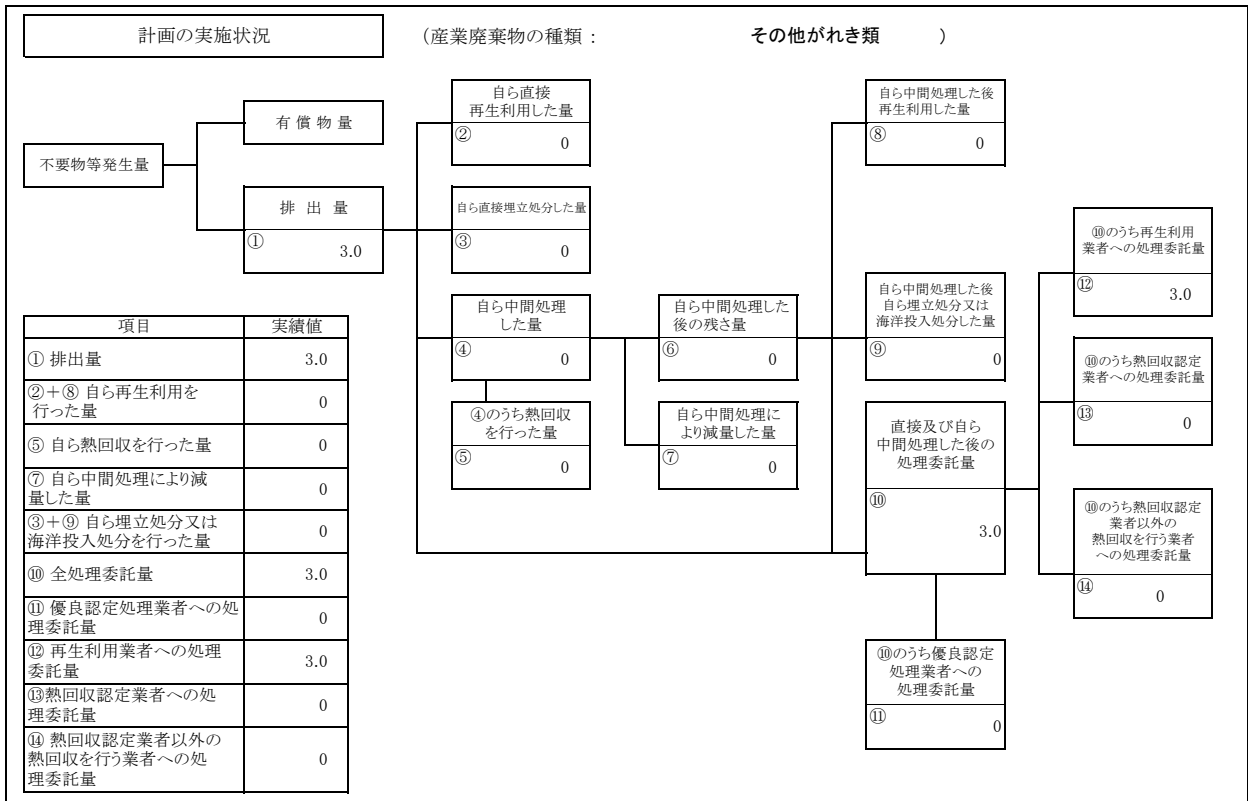 計画の実施状況　（産業廃棄物の種類：　その他がれき類　）
不要物等発生量
有 償 物 量
排 出 量
① 3.0
自ら直接
再生利用した量
② 0
自ら直接埋立処分した量
③ 0
自ら中間処理
した量
④ 0
④のうち熱回収
を行った量
⑤ 0
自ら中間処理した
後の残さ量
⑥ 0
自ら中間処理に
より減量した量
⑦ 0
自ら中間処理した後
再生利用した量
⑧ 0
自ら中間処理した後
自ら埋立処分又は
海洋投入処分した量
⑨ 0
直接及び自ら
中間処理した後の
処理委託量
⑩
3.0
⑩のうち優良認定
処理業者への
処理委託量
⑪ 0
⑩のうち再生利用
業者への処理委託量
⑫ 3.0
⑩のうち熱回収認定
業者への処理委託量
⑬ 0
⑩のうち熱回収認定
業者以外の
熱回収を行う業者
への処理委託量
⑭ 0
項目　実績値
① 排出量　3.0
②＋⑧ 自ら再生利用を
行った量　0
⑤ 自ら熱回収を行った量　0
⑦ 自ら中間処理により減
量した量　0
③＋⑨ 自ら埋立処分又は
海洋投入処分を行った量　0
⑩ 全処理委託量　3.0
⑪ 優良認定処理業者への処
理委託量　0
⑫ 再生利用業者への処理
委託量　3.0
⑬熱回収認定業者への処
理委託量　0
⑭ 熱回収認定業者以外の
熱回収を行う業者への処
理委託量　0